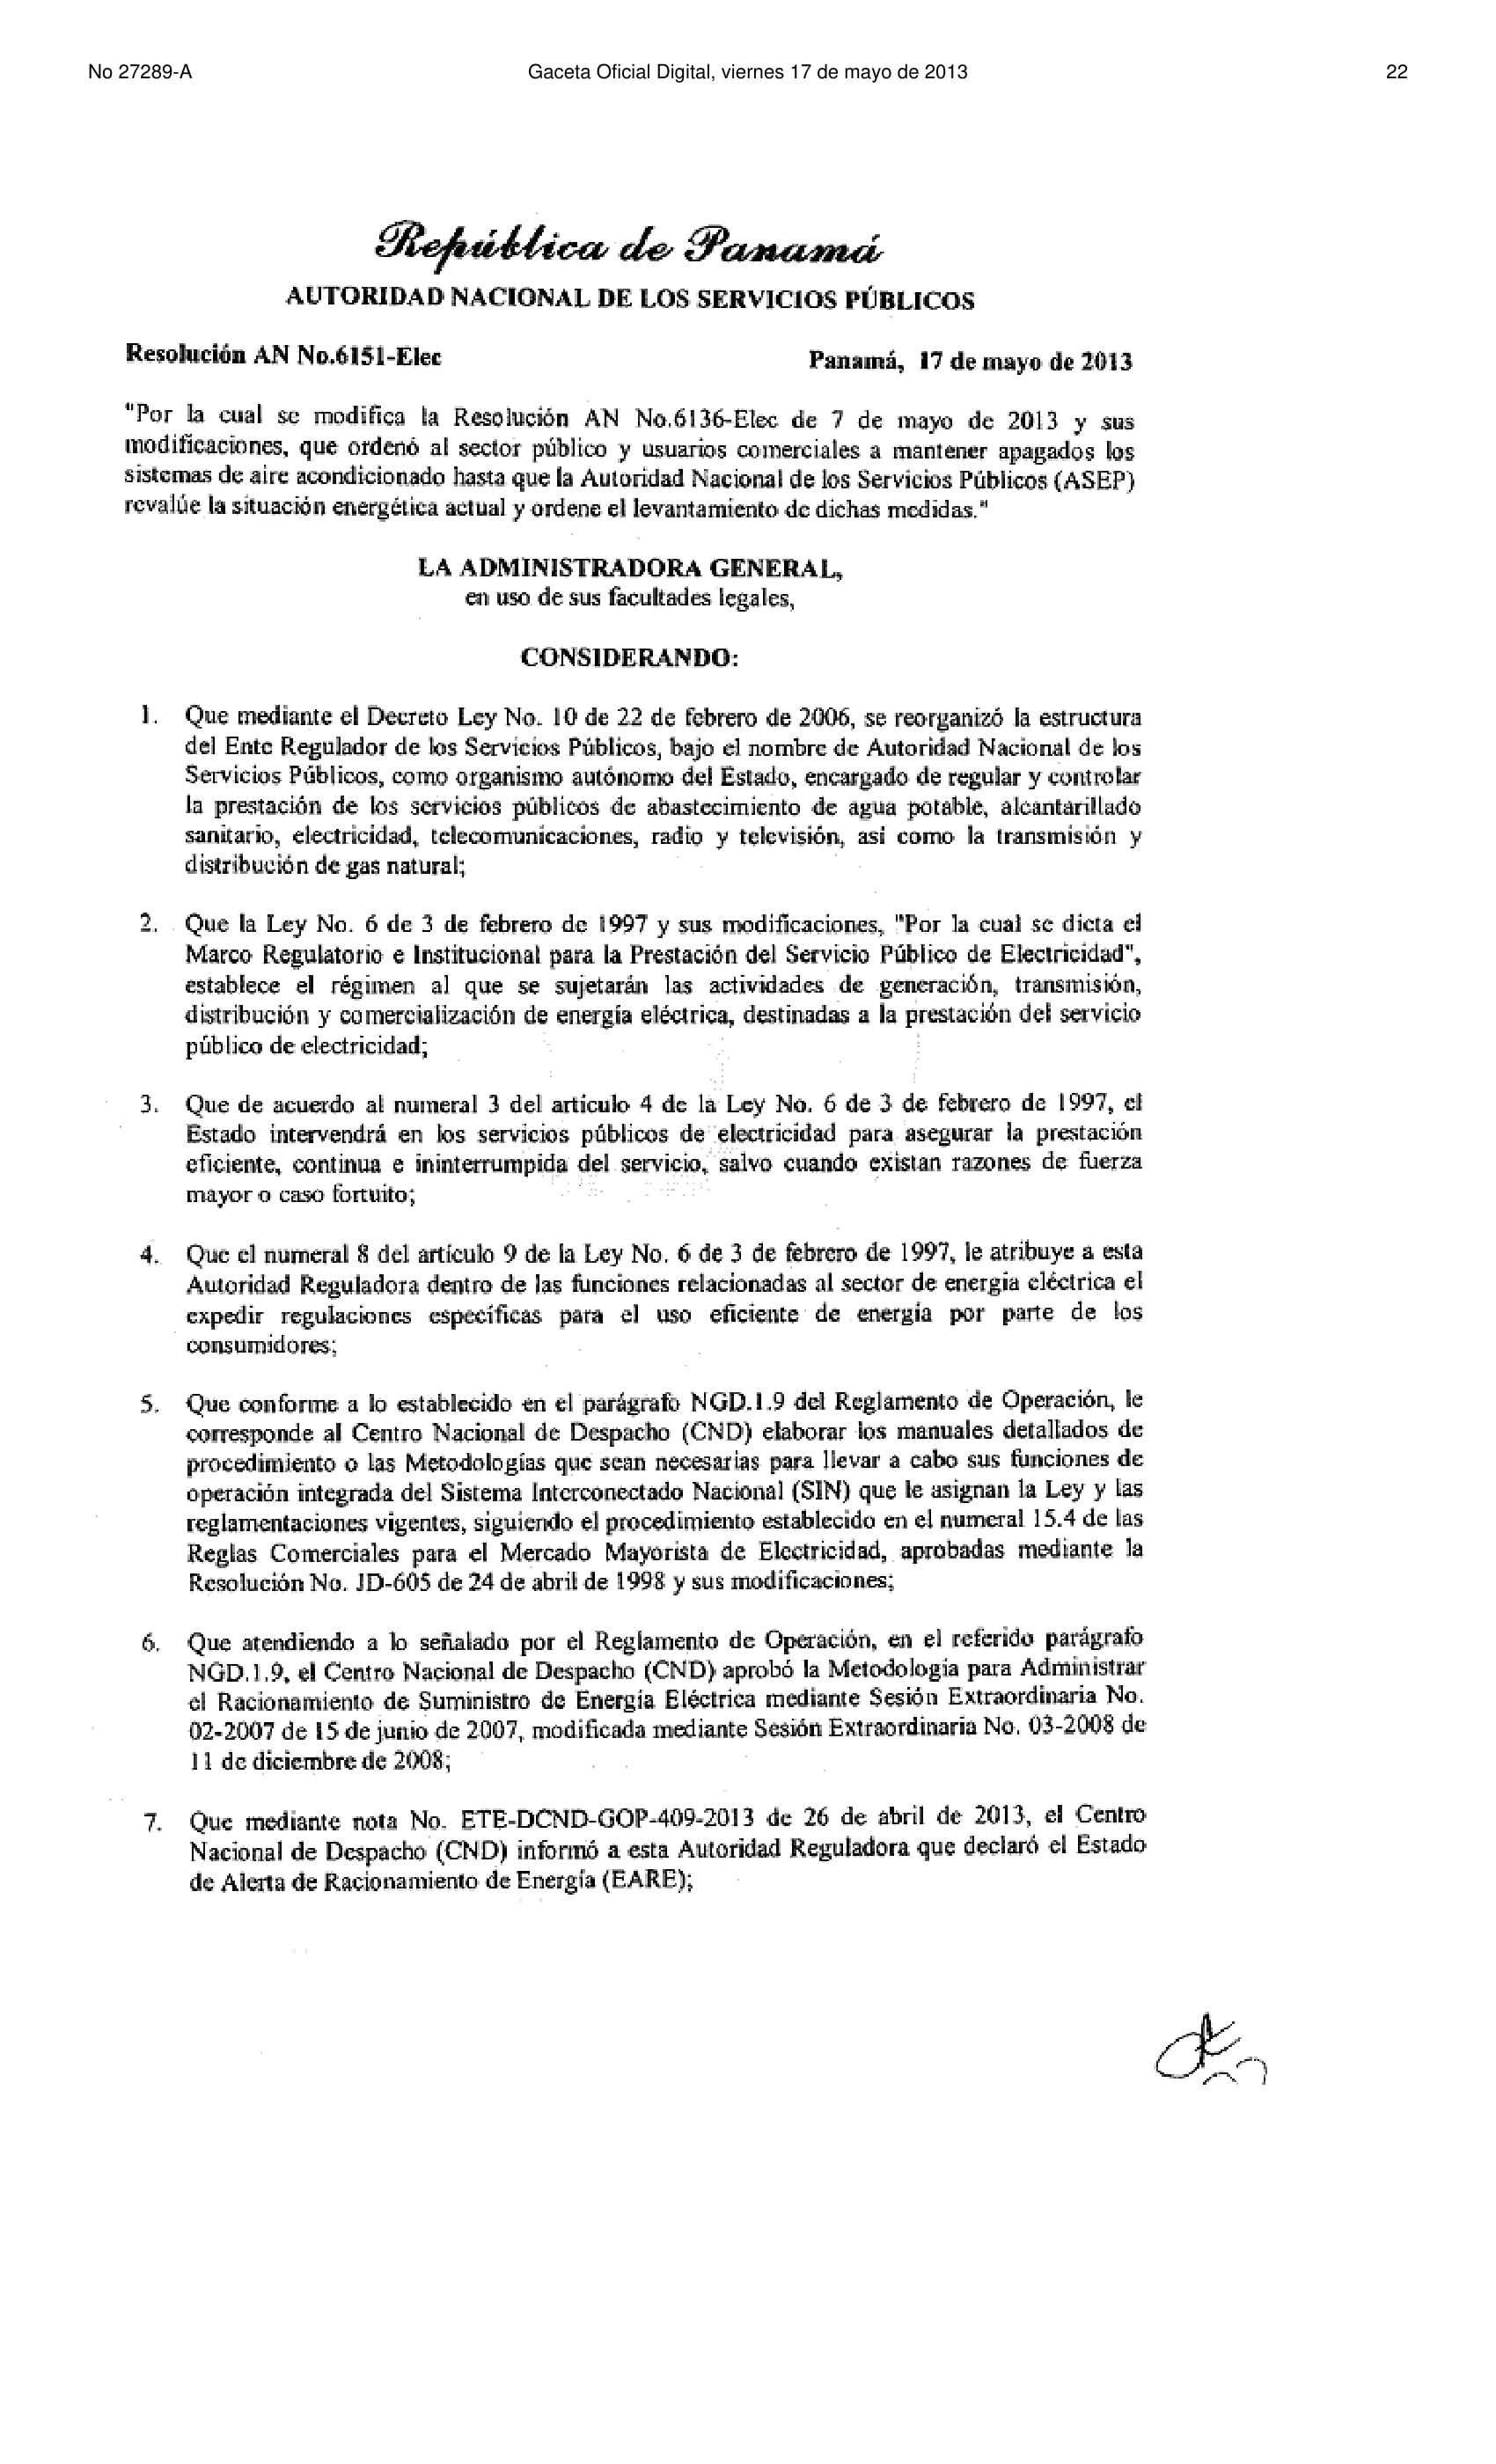 No 27289-A
Gaceta Oficial Digital, viernes 17 de mayo de 2013
22
República de Panamá
AUTORIDAD NACIONAL DE LOS SERVICIOS PÚBLICOS
Resolución AN No.6151-Elec
Panamá, 17 de mayo de 2013
"Por la cual se modifica la Resolución AN No.6136-Elec de 7 de mayo de 2013 y sus
modificaciones, que ordenó al sector público y usuarios comerciales a mantener apagados los
sistemas de aire acondicionado hasta que la Autoridad Nacional de los Servicios Públicos (ASEP)
revalúe la situación energética actual y ordene el levantamiento de dichas medidas."
LA ADMINISTRADORA GENERAL,
en uso de sus facultades legales,
CONSIDERANDO:
1. Que mediante el Decreto Ley No. 10 de 22 de febrero de 2006, se reorganizó la estructura
del Ente Regulador de los Servicios Públicos, bajo el nombre de Autoridad Nacional de los
Servicios Públicos, como organismo autónomo del Estado, encargado de regular y controlar
la prestación de los servicios públicos de abastecimiento de agua potable, alcantarillado
sanitario, electricidad, telecomunicaciones, radio y televisión, así como la transmisión y
distribución de gas natural;
2. Que la Ley No. 6 de 3 de febrero de 1997 y sus modificaciones, "Por la cual se dicta el
Marco Regulatorio e Institucional para la Prestación del Servicio Público de Electricidad",
establece el régimen al que se sujetarán las actividades de generación, transmisión,
distribución y comercialización de energía eléctrica, destinadas a la prestación del servicio
público de electricidad;
3. Que de acuerdo al numeral 3 del artículo 4 de la Ley No. 6 de 3 de febrero de 1997, el
Estado intervendrá en los servicios públicos de electricidad para asegurar la prestación
eficiente, continua e ininterrumpida del servicio, salvo cuando existan razones de fuerza
mayor o caso fortuito;
4. Que el numeral 8 del artículo 9 de la Ley No. 6 de 3 de febrero de 1997, le atribuye a esta
Autoridad Reguladora dentro de las funciones relacionadas al sector de energía eléctrica el
expedir regulaciones específicas para el uso eficiente de energía por parte de los
consumidores;
5. Que conforme a lo establecido en el parágrafo NGD.1.9 del Reglamento de Operación, le
corresponde al Centro Nacional de Despacho (CND) elaborar los manuales detallados de
procedimiento o las Metodologías que sean necesarias para llevar a cabo sus funciones de
operación integrada del Sistema Interconectado Nacional (SIN) que le asignan la Ley y las
reglamentaciones vigentes, siguiendo el procedimiento establecido en el numeral 15.4 de las
Reglas Comerciales para el Mercado Mayorista de Electricidad, aprobadas mediante la
Resolución No. JD-605 de 24 de abril de 1998 y sus modificaciones;
6. Que atendiendo a lo señalado por el Reglamento de Operación, en el referido parágrafo
NGD.1.9, el Centro Nacional de Despacho (CND) aprobó la Metodología para Administrar
el Racionamiento de Suministro de Energía Eléctrica mediante Sesión Extraordinaria No.
02-2007 de 15 de junio de 2007, modificada mediante Sesión Extraordinaria No. 03-2008 de
11 de diciembre de 2008;
7. Que mediante nota No. ETE-DCND-GOP-409-2013 de 26 de abril de 2013, el Centro
Nacional de Despacho (CND) informó a esta Autoridad Reguladora que declaró el Estado
de Alerta de Racionamiento de Energía (EARE);